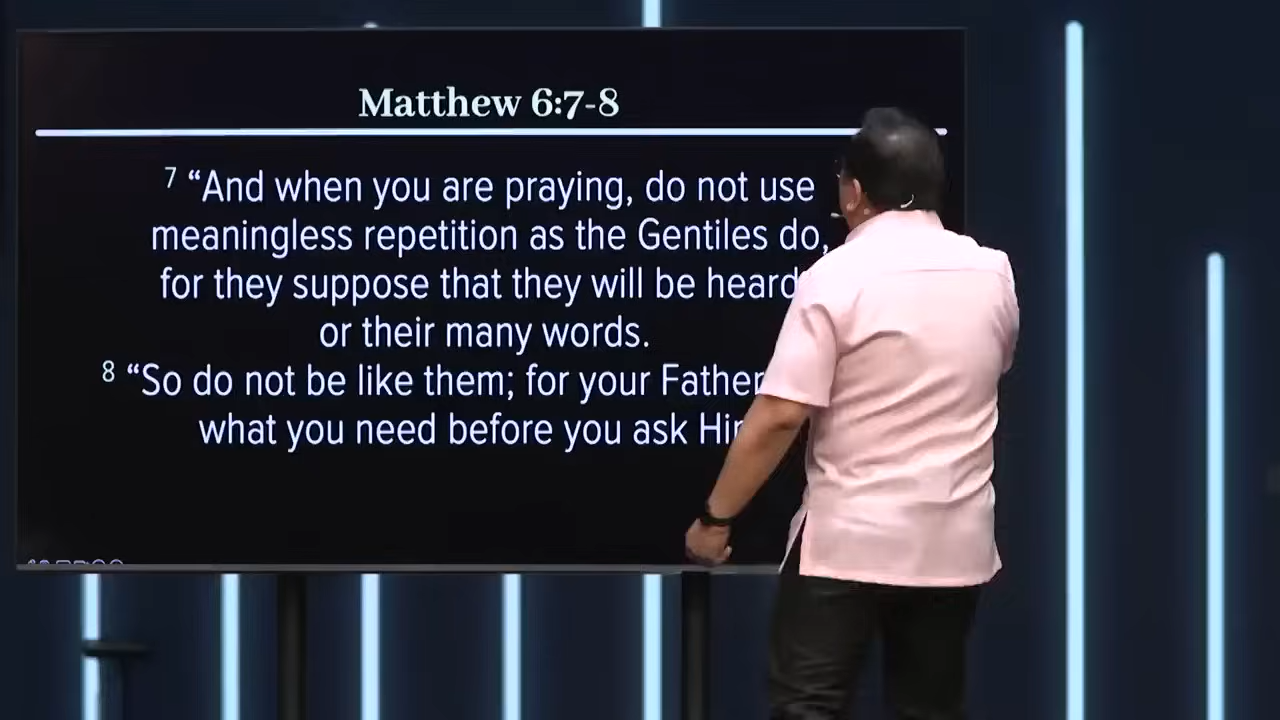 Matthew 6:7-8
7 “And when you are praying, do not use
meaningless repetition as the Gentiles do,
for they suppose that they will be heard
or their many words.
8 “So do not be like them; for your Father
what you need before you ask